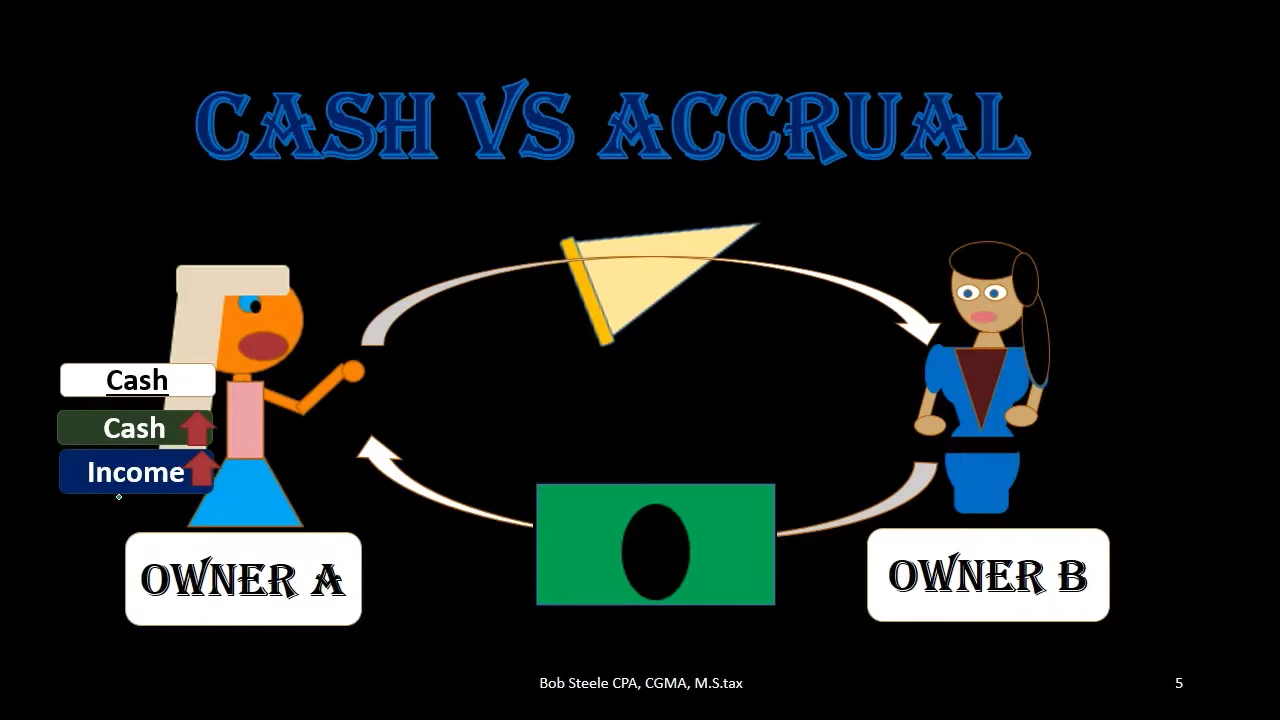 CASH VS ACCRUAL
Cash
Cash
Income
OWNER A
OWNER B
Bob Steele CPA, CGMA, M.S.tax
5